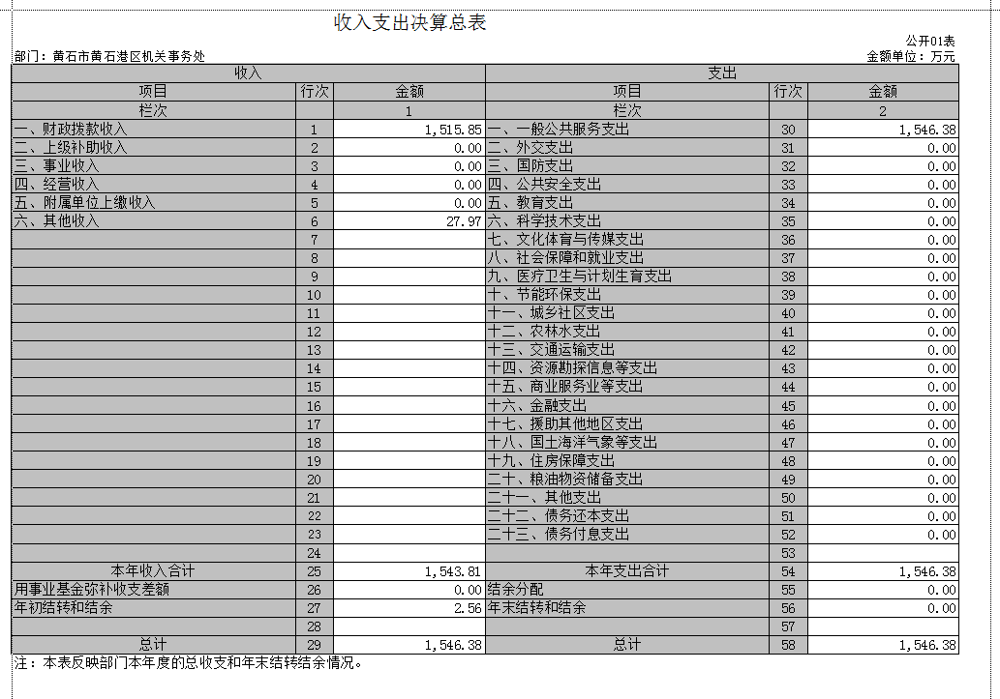 收入支出决算总表
公开01表
部门：黄石市黄石港区机关事务处 金额单位：万元
收入 支出
项目 行次 金额 项目 行次 金额
栏次 1 栏次 2
一、财政拨款收入 1 1,515.85 一、一般公共服务支出 30 1,546.38
二、上级补助收入 2 0.00 二、外交支出 31 0.00
三、事业收入 3 0.00 三、国防支出 32 0.00
四、经营收入 4 0.00 四、公共安全支出 33 0.00
五、附属单位上缴收入 5 0.00 五、教育支出 34 0.00
六、其他收入 6 27.97 六、科学技术支出 35 0.00
7 七、文化体育与传媒支出 36 0.00
8 八、社会保障和就业支出 37 0.00
9 九、医疗卫生与计划生育支出 38 0.00
10 十、节能环保支出 39 0.00
11 十一、城乡社区支出 40 0.00
12 十二、农林水支出 41 0.00
13 十三、交通运输支出 42 0.00
14 十四、资源勘探信息等支出 43 0.00
15 十五、商业服务业等支出 44 0.00
16 十六、金融支出 45 0.00
17 十七、援助其他地区支出 46 0.00
18 十八、国土海洋气象等支出 47 0.00
19 十九、住房保障支出 48 0.00
20 二十、粮油物资储备支出 49 0.00
21 二十一、其他支出 50 0.00
22 二十二、债务还本支出 51 0.00
23 二十三、债务付息支出 52 0.00
24 53
本年收入合计 25 1,543.81 本年支出合计 54 1,546.38
用事业基金弥补收支差额 26 0.00 结余分配 55 0.00
年初结转和结余 27 2.56 年末结转和结余 56 0.00
28 57
总计 29 1,546.38 总计 58 1,546.38
注：本表反映部门本年度的总收支和年末结转结余情况。